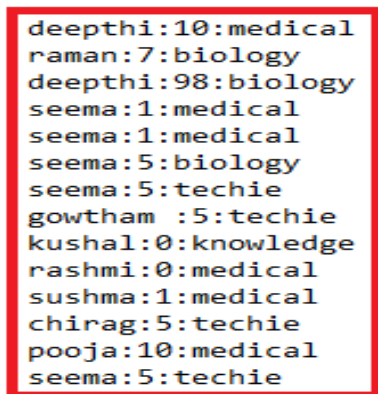 deepthi:10:medical
raman:7:biology
deepthi:98:biology
seema:1:medical
seema:1:medical
seema:5:biology
seema:5:techie
gowtham :5:techie
kushal:0:knowledge
rashmi:0:medical
sushma:1:medical
chirag:5:techie
pooja:10:medical
seema:5:techie